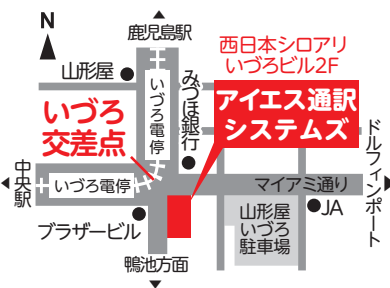 N
鹿児島駅
西日本シロアリ
いづろビル2F
山形屋
いづろ電停
みづほ銀行
アイエス通訳
システムズ
いづろ
交差点
ドルフィンポート
中央駅
いづろ電停
マイアミ通り
ブラザービル
山形屋
いづろ
駐車場
JA
鴨池方面